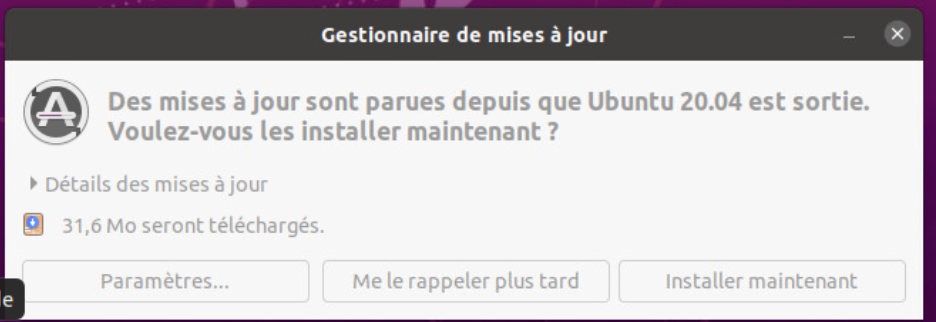 Gestionnaire de mises à jour
Des mises à jour sont parues depuis que Ubuntu 20.04 est sortie.
Voulez-vous les installer maintenant ?
Détails des mises à jour
31,6 Mo seront téléchargés.
Paramètres...
Me le rappeler plus tard
Installer maintenant